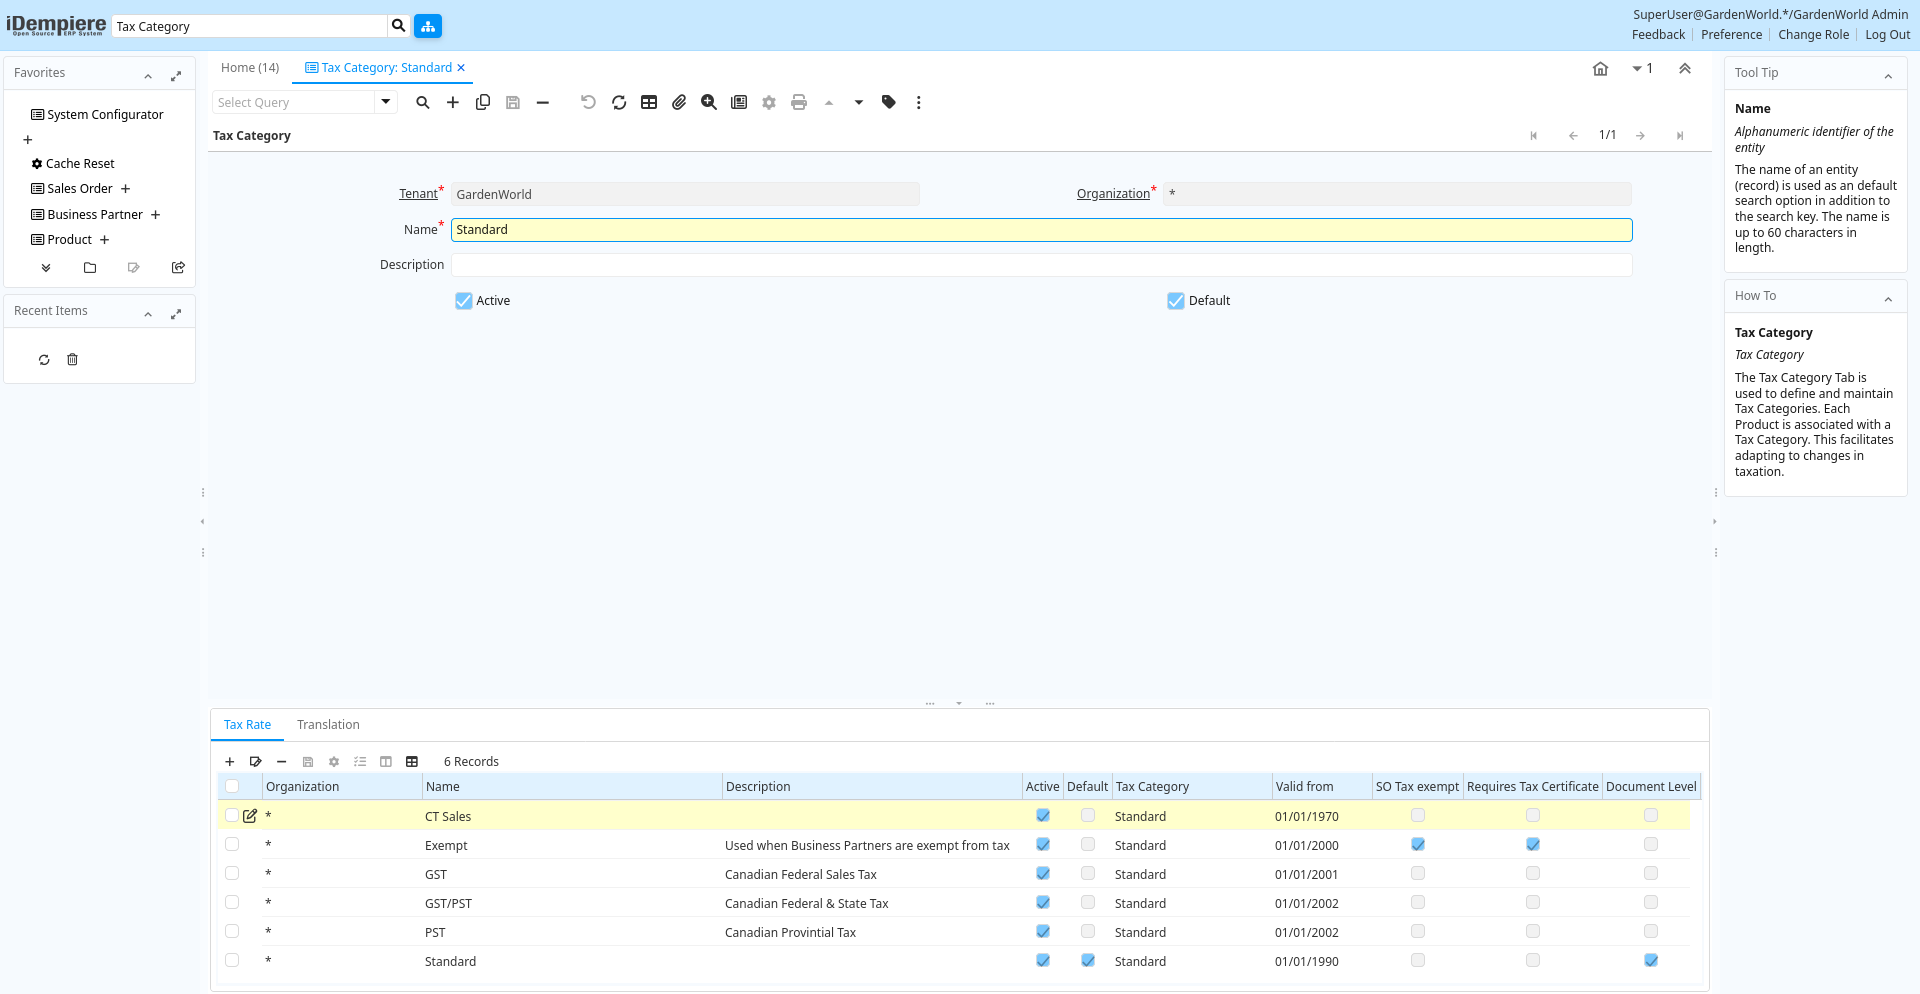 iDempiere
Open Source ERP System
Tax Category
SuperUser@GardenWorld.*/GardenWorld Admin
Feedback
Preference
Change Role
Log Out
Favorites
System Configurator
Cache Reset
Sales Order
Business Partner
Product
Recent Items
Home (14)
Tax Category: Standard
1
Select Query
Tax Category
1/1
Tenant*
GardenWorld
Organization*
*
Name*
Standard
Description
Active
Default
Tax Rate
Translation
6 Records
Organization Name Description Active Default Tax Category Valid from SO Tax exempt Requires Tax Certificate Document Level
* CT Sales Standard 01/01/1970
* Exempt Used when Business Partners are exempt from tax Standard 01/01/2000
* GST Canadian Federal Sales Tax Standard 01/01/2001
* GST/PST Canadian Federal & State Tax Standard 01/01/2002
* PST Canadian Provintial Tax Standard 01/01/2002
* Standard Standard 01/01/1990
Tool Tip
Name
Alphanumeric identifier of the
entity
The name of an entity
(record) is used as an default
search option in addition to
the search key. The name is
up to 60 characters in
length.
How To
Tax Category
Tax Category
The Tax Category Tab is
used to define and maintain
Tax Categories. Each
Product is associated with a
Tax Category. This facilitates
adapting to changes in
taxation.